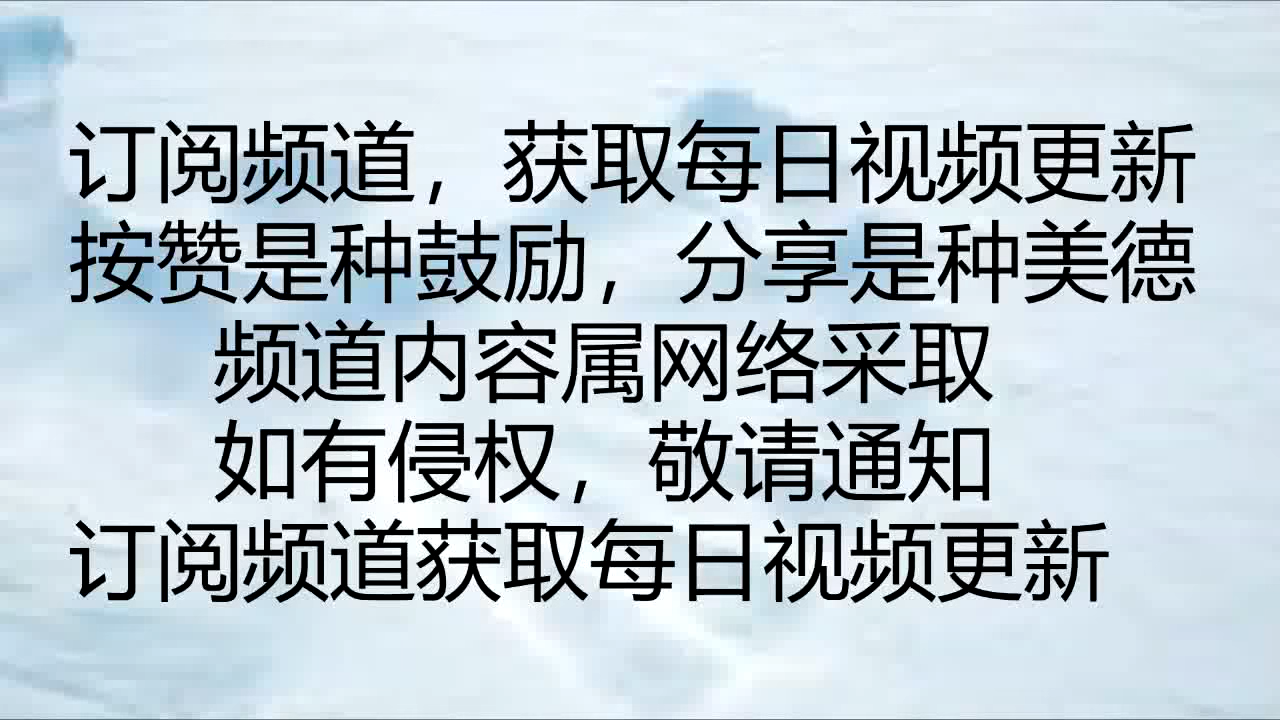 订阅频道，获取每日视频更新
按赞是种鼓励，分享是种美德
频道内容属网络采取
如有侵权，敬请通知
订阅频道获取每日视频更新